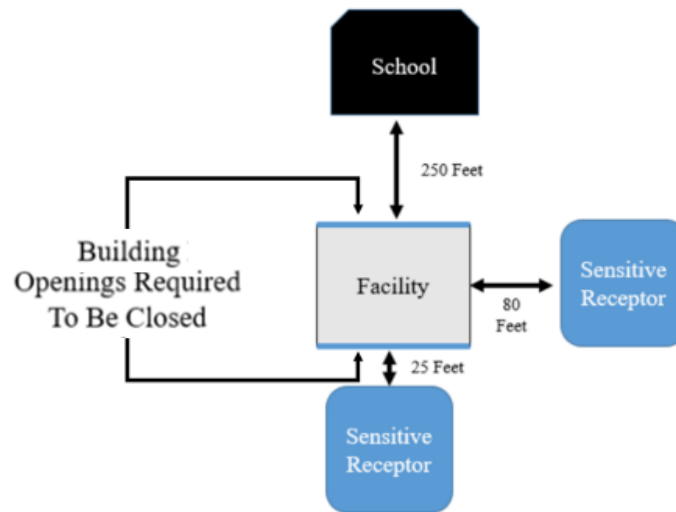 School
250 Feet
Building
Openings Required
To Be Closed
Facility
80
Feet
Sensitive
Receptor
25 Feet
Sensitive
Receptor